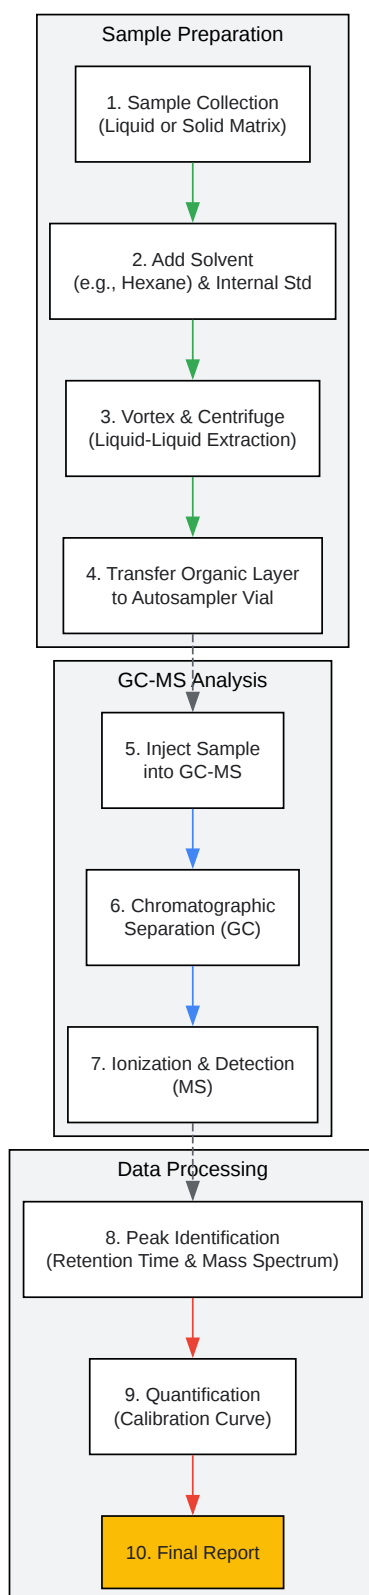 Sample Preparation
1. Sample Collection
(Liquid or Solid Matrix)
2. Add Solvent
(e.g., Hexane) & Internal Std
3. Vortex & Centrifuge
(Liquid-Liquid Extraction)
4. Transfer Organic Layer
to Autosampler Vial
GC-MS Analysis
5. Inject Sample
into GC-MS
6. Chromatographic
Separation (GC)
7. Ionization & Detection
(MS)
Data Processing
8. Peak Identification
(Retention Time & Mass Spectrum)
9. Quantification
(Calibration Curve)
10. Final Report